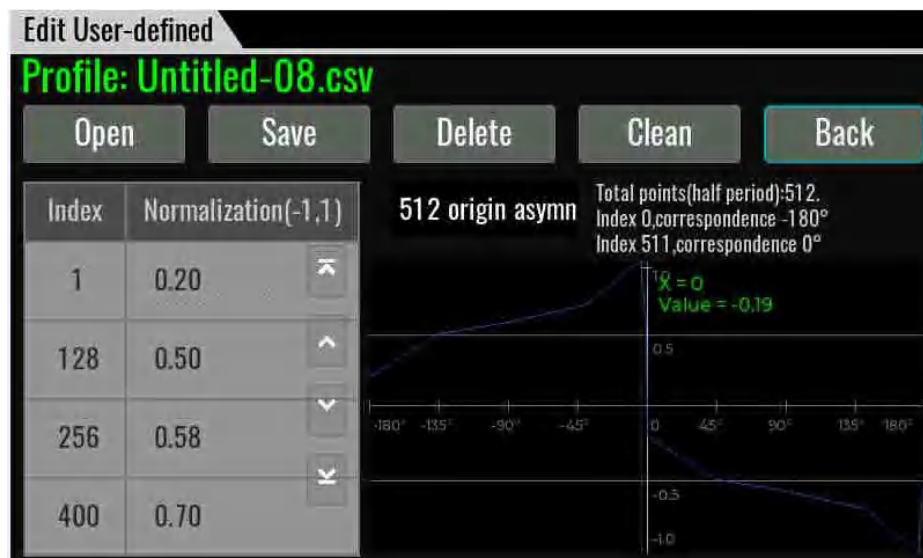 Edit User-defined
Profile: Untitled-08.csv
Open Save Delete Clean Back
Index Normalization(-1,1)
1 0.20
128 0.50
256 0.58
400 0.70
512 origin asymn
Total points(half period):512.
Index 0,correspondence -180°
Index 511,correspondence 0°
1.0
X = 0
Value = -0.19
0.5
-180° -135° -90° -45° 0 45° 90° 135° 180°
-0.5
-1.0